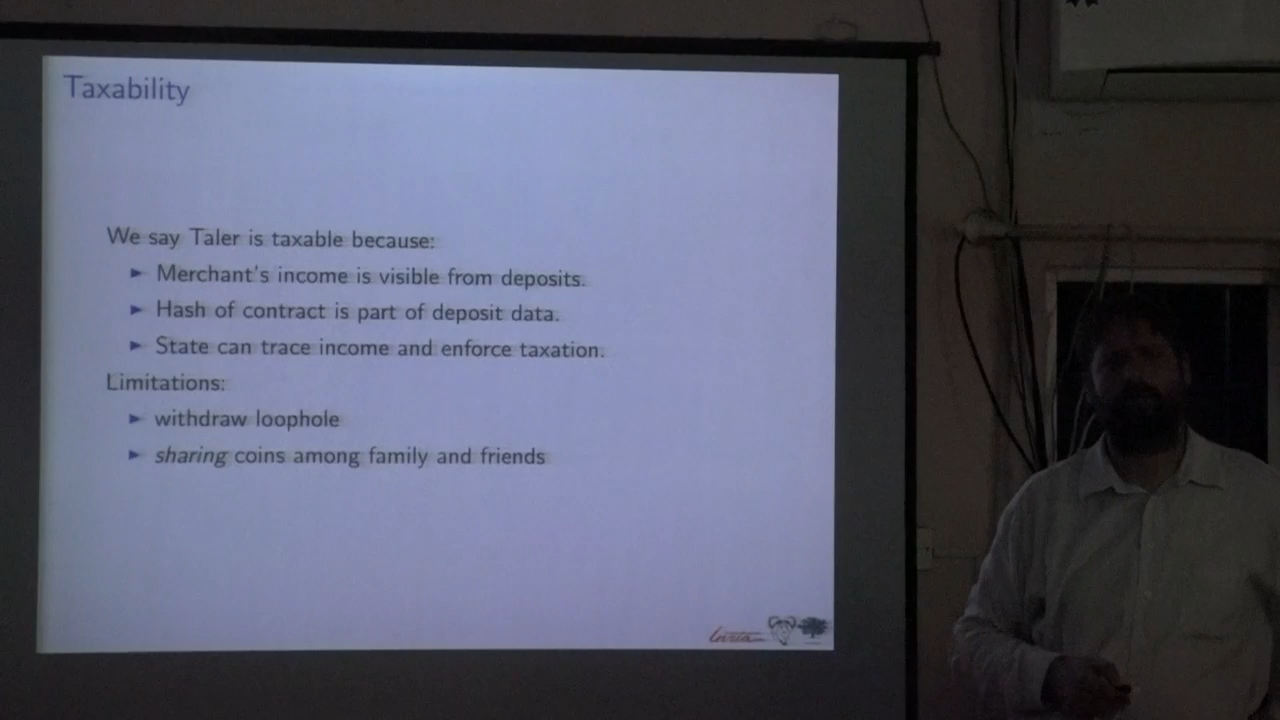 Taxability
We say Taler is taxable because:
► Merchant's income is visible from deposits.
► Hash of contract is part of deposit data.
► State can trace income and enforce taxation.
Limitations:
► withdraw loophole
► sharing coins among family and friends
Inria